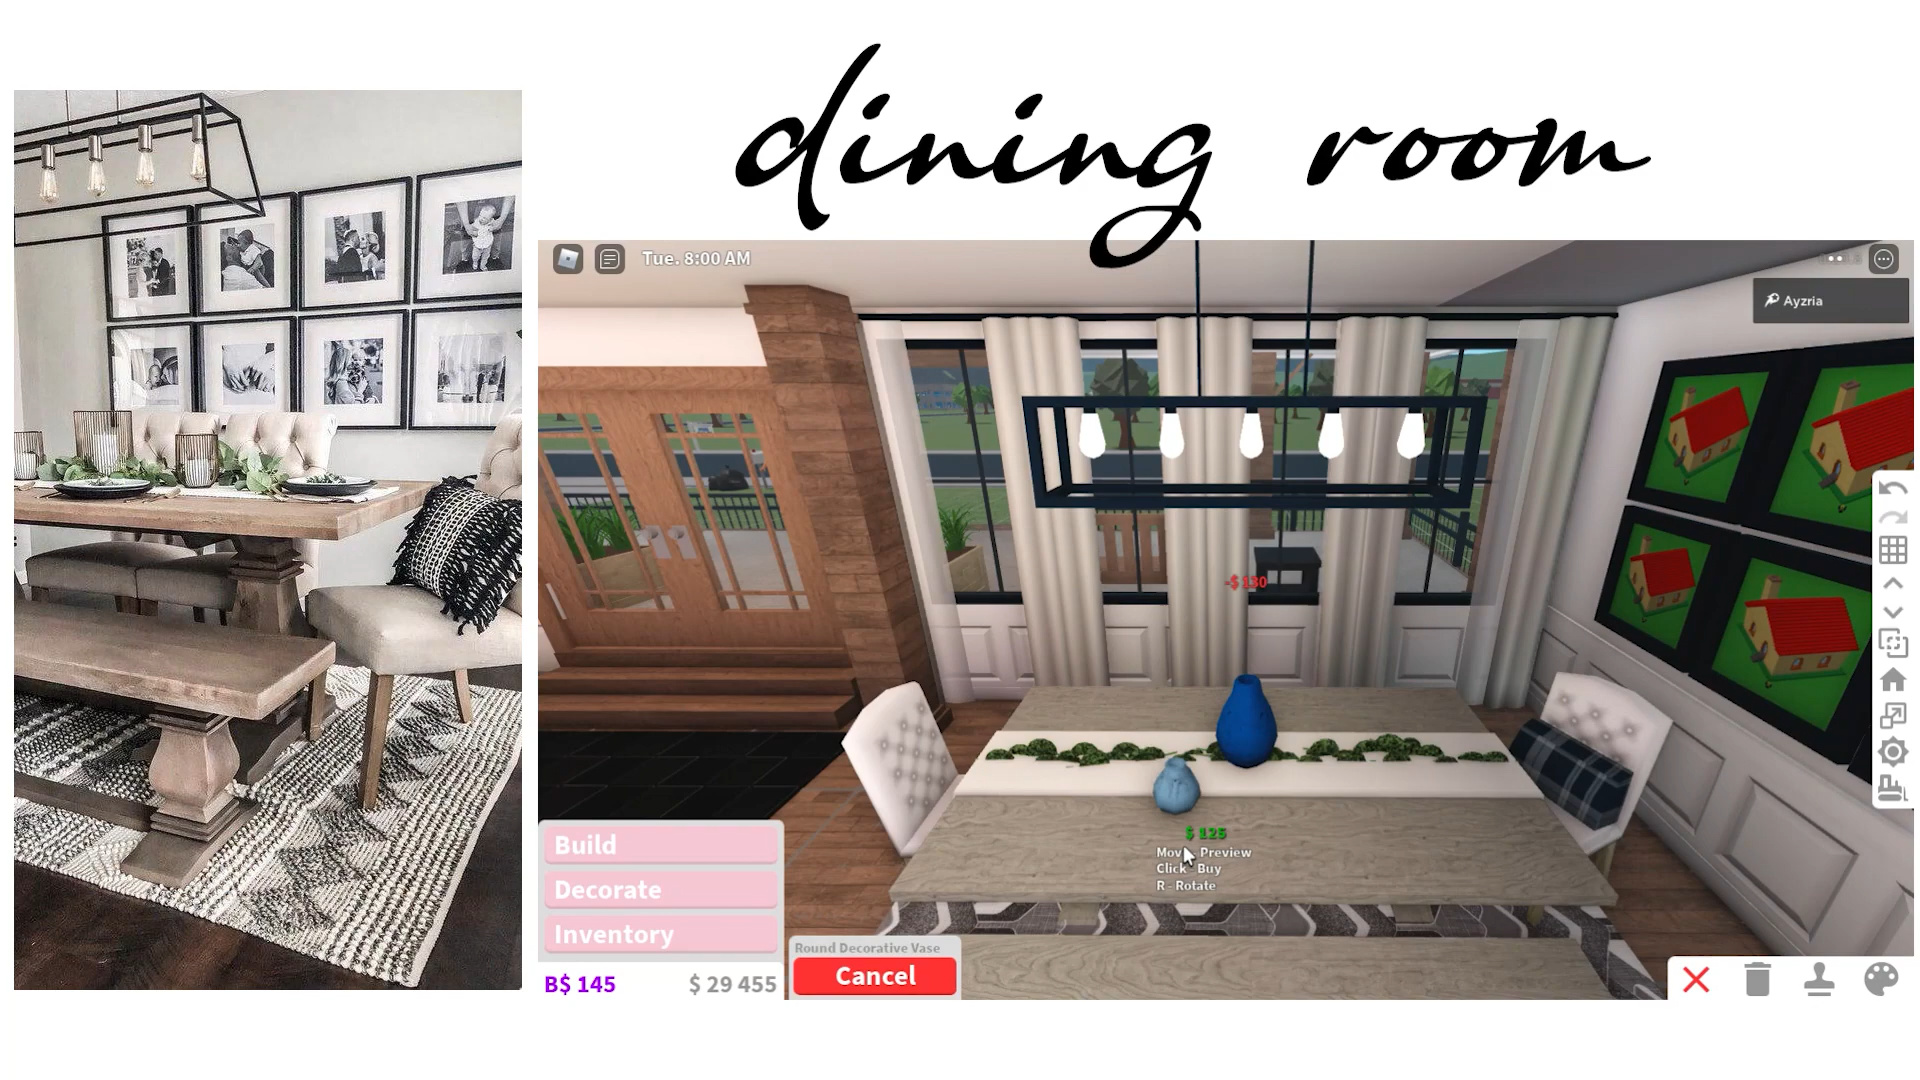 dining room
Tue. 8:00 AM
Ayzria
-$ 130
$ 125
Preview
Click - Buy
R - Rotate
Build
Decorate
Inventory
B$ 145
$ 29 455
Round Decorative Vase
Cancel